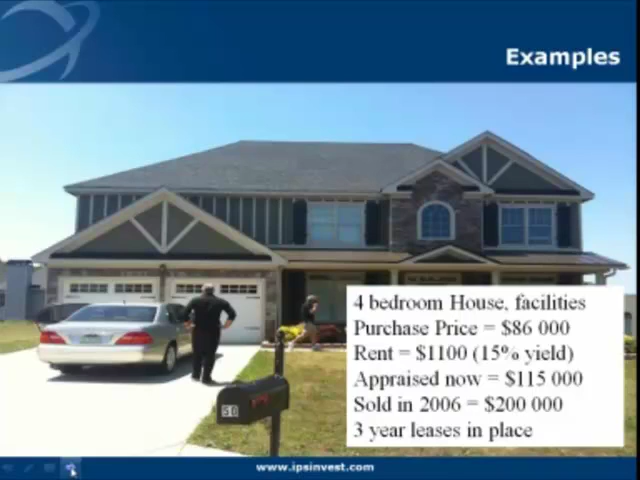 Examples
4 bedroom House, facilities
Purchase Price = $86 000
Rent = $1100 (15% yield)
Appraised now = $115 000
Sold in 2006 = $200 000
3 year leases in place
50
www.ipsinvest.com